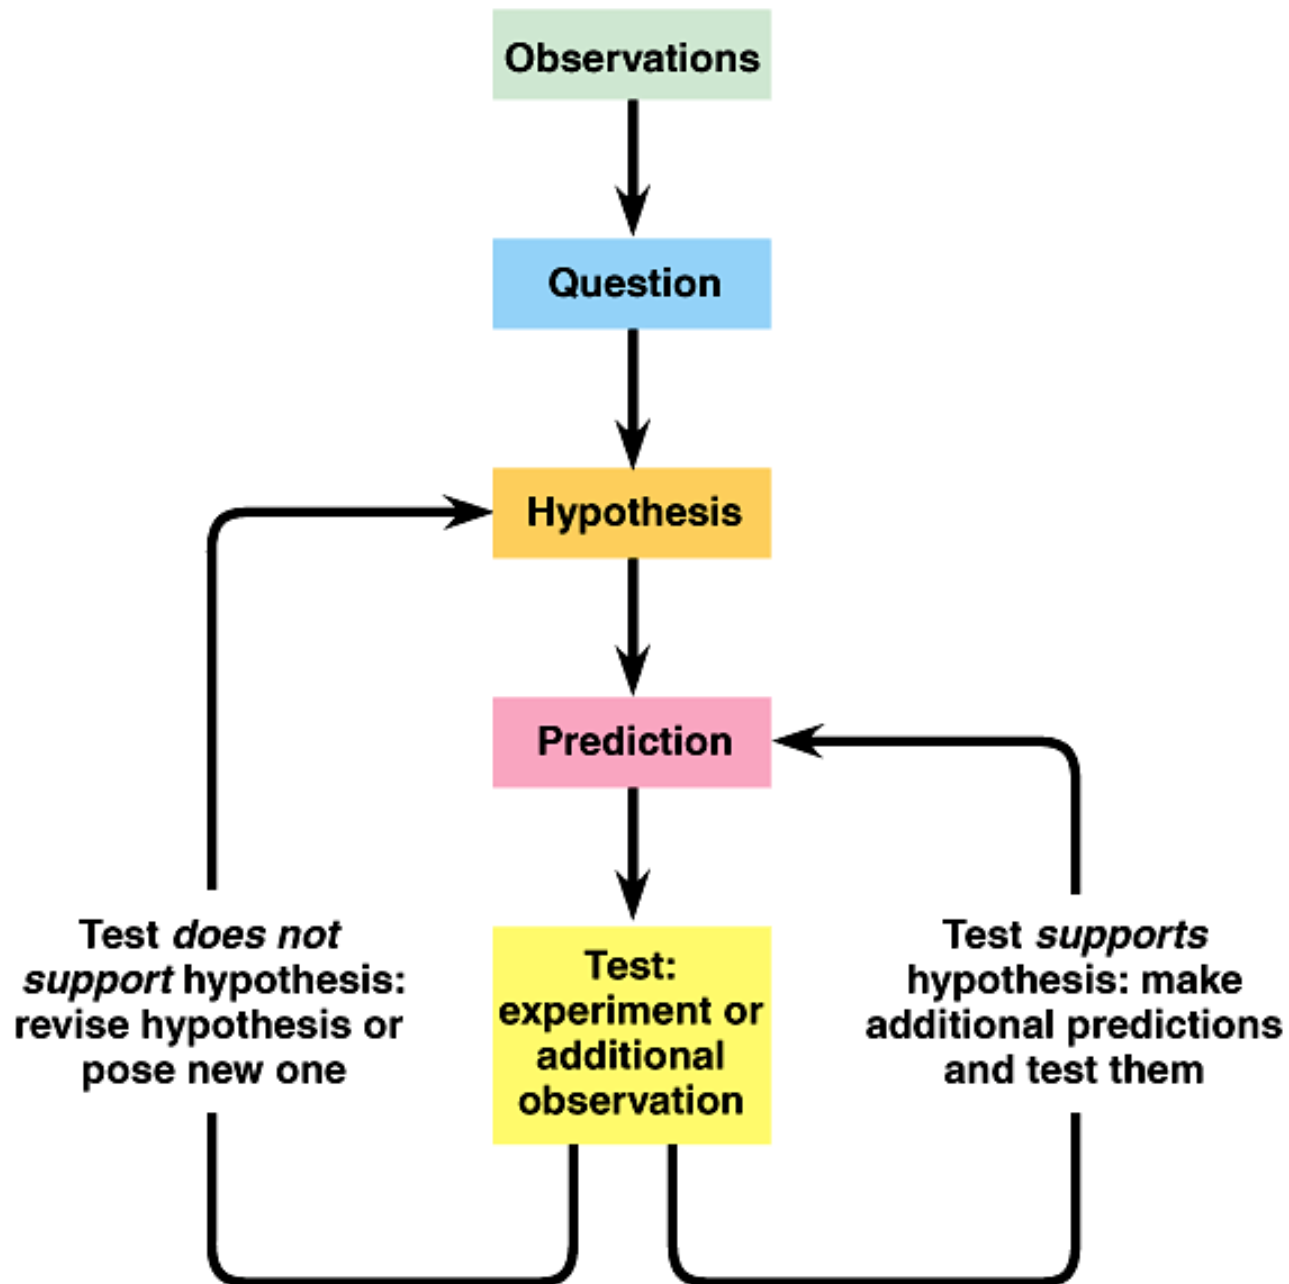 Observations
Question
Hypothesis
Prediction
Test does not
support hypothesis:
revise hypothesis or
pose new one
Test:
experiment or
additional
observation
Test supports
hypothesis: make
additional predictions
and test them